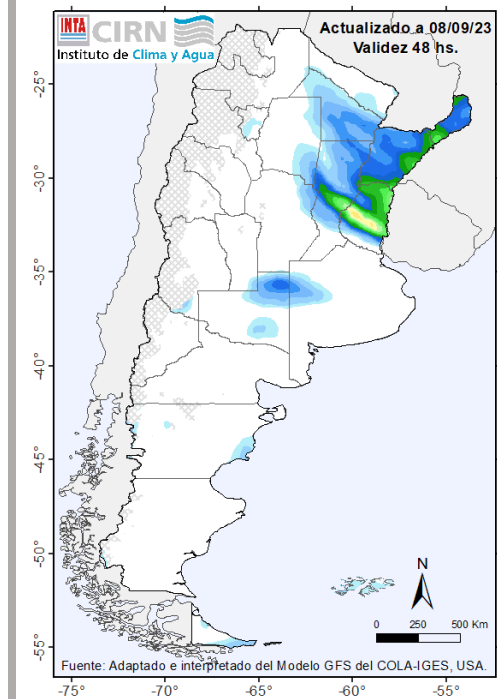 INTA CIRN
Instituto de Clima y Agua
Actualizado a 08/09/23
Validez 48 hs.
-25°
-30°
-35°
-40°
-45°
-50°
-55°
N
0 250 500 Km
Fuente: Adaptado e interpretado del Modelo GFS del COLA-IGES, USA.
-75° -70° -65° -60° -55°